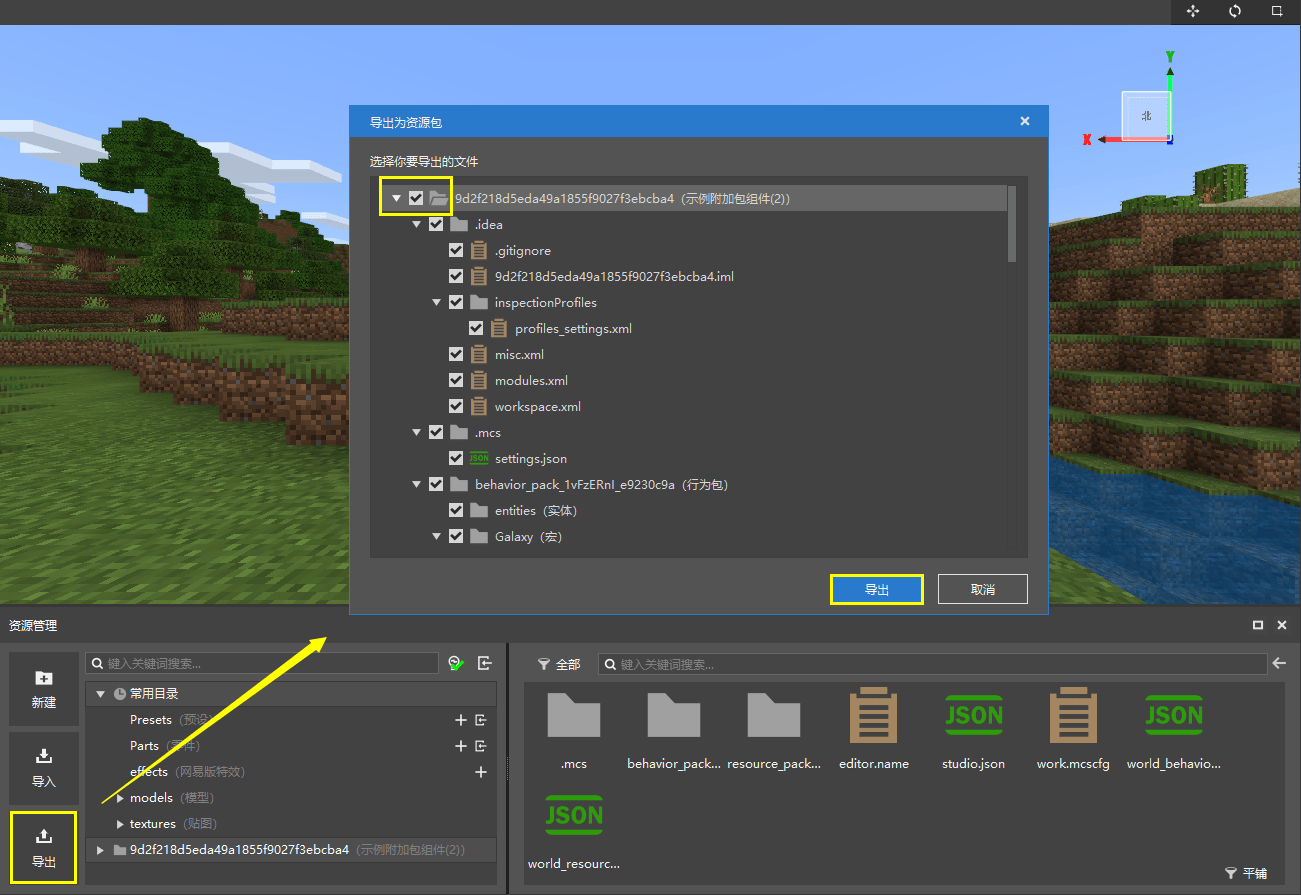 Y
X
北
导出为资源包
选择你要导出的文件
9d2f218d5eda49a1855f9027f3ebcba4 (示例附加包组件(2))
.idea
.gitignore
9d2f218d5eda49a1855f9027f3ebcba4.iml
inspectionProfiles
profiles_settings.xml
misc.xml
modules.xml
workspace.xml
.mcs
JSON settings.json
behavior_pack_1vFzERnI_e9230c9a (行为包)
entities (实体)
Galaxy (宏)
导出 取消
资源管理
新建
导入
导出
键入关键词搜索...
常用目录
Presets (预设)
Parts (零件)
effects (网易版特效)
models (模型)
textures (贴图)
9d2f218d5eda49a1855f9027f3ebcba4 (示例附加包组件(2))
全部 键入关键词搜索...
JSON JSON
.mcs behavior_pack... resource_pack... editor.name studio.json work.mcscfg world_behavio...
JSON
world_resourc...
平铺